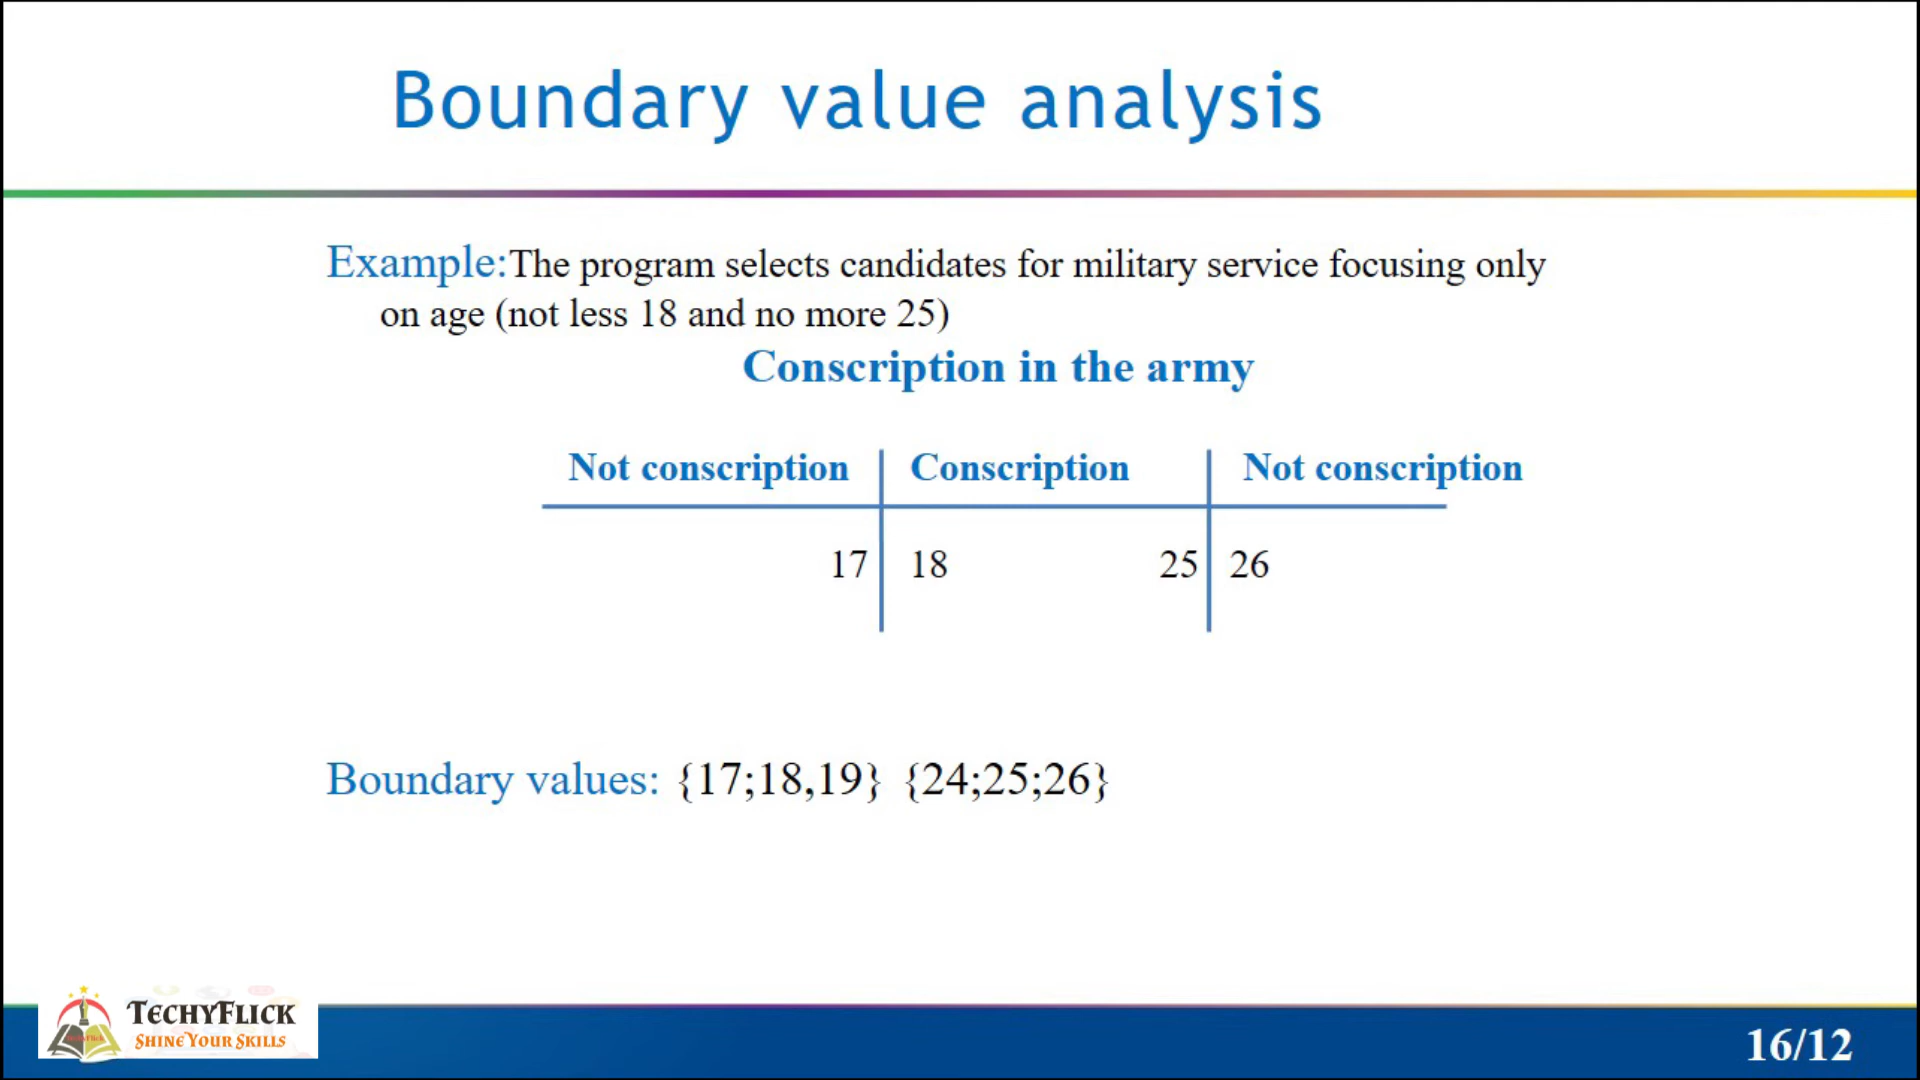 Boundary value analysis
Example:The program selects candidates for military service focusing only
on age (not less 18 and no more 25)
Conscription in the army
Not conscription Conscription Not conscription
17 18 25 26
Boundary values: {17;18,19} {24;25;26}
TECHYFLICK
SHINE YOUR SKILLS
16/12